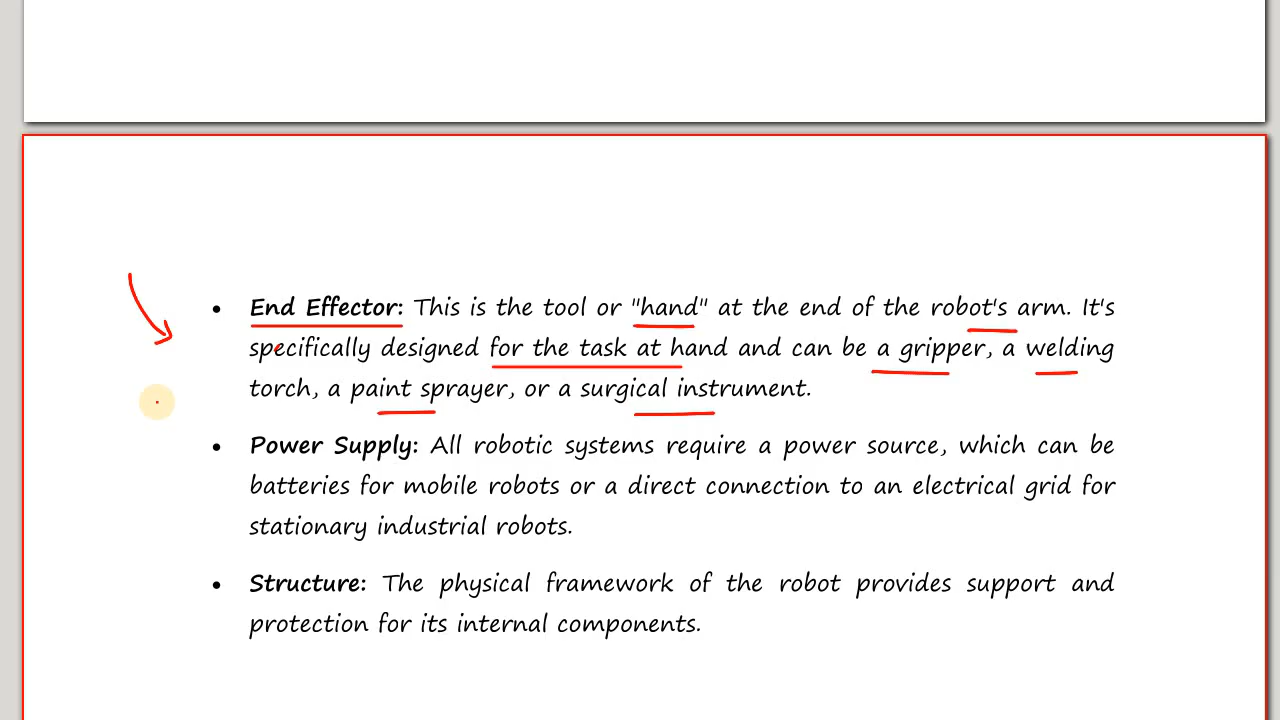 • End Effector: This is the tool or "hand" at the end of the robot's arm. It's
specifically designed for the task at hand and can be a gripper, a welding
torch, a paint sprayer, or a surgical instrument.
• Power Supply: All robotic systems require a power source, which can be
batteries for mobile robots or a direct connection to an electrical grid for
stationary industrial robots.
• Structure: The physical framework of the robot provides support and
protection for its internal components.